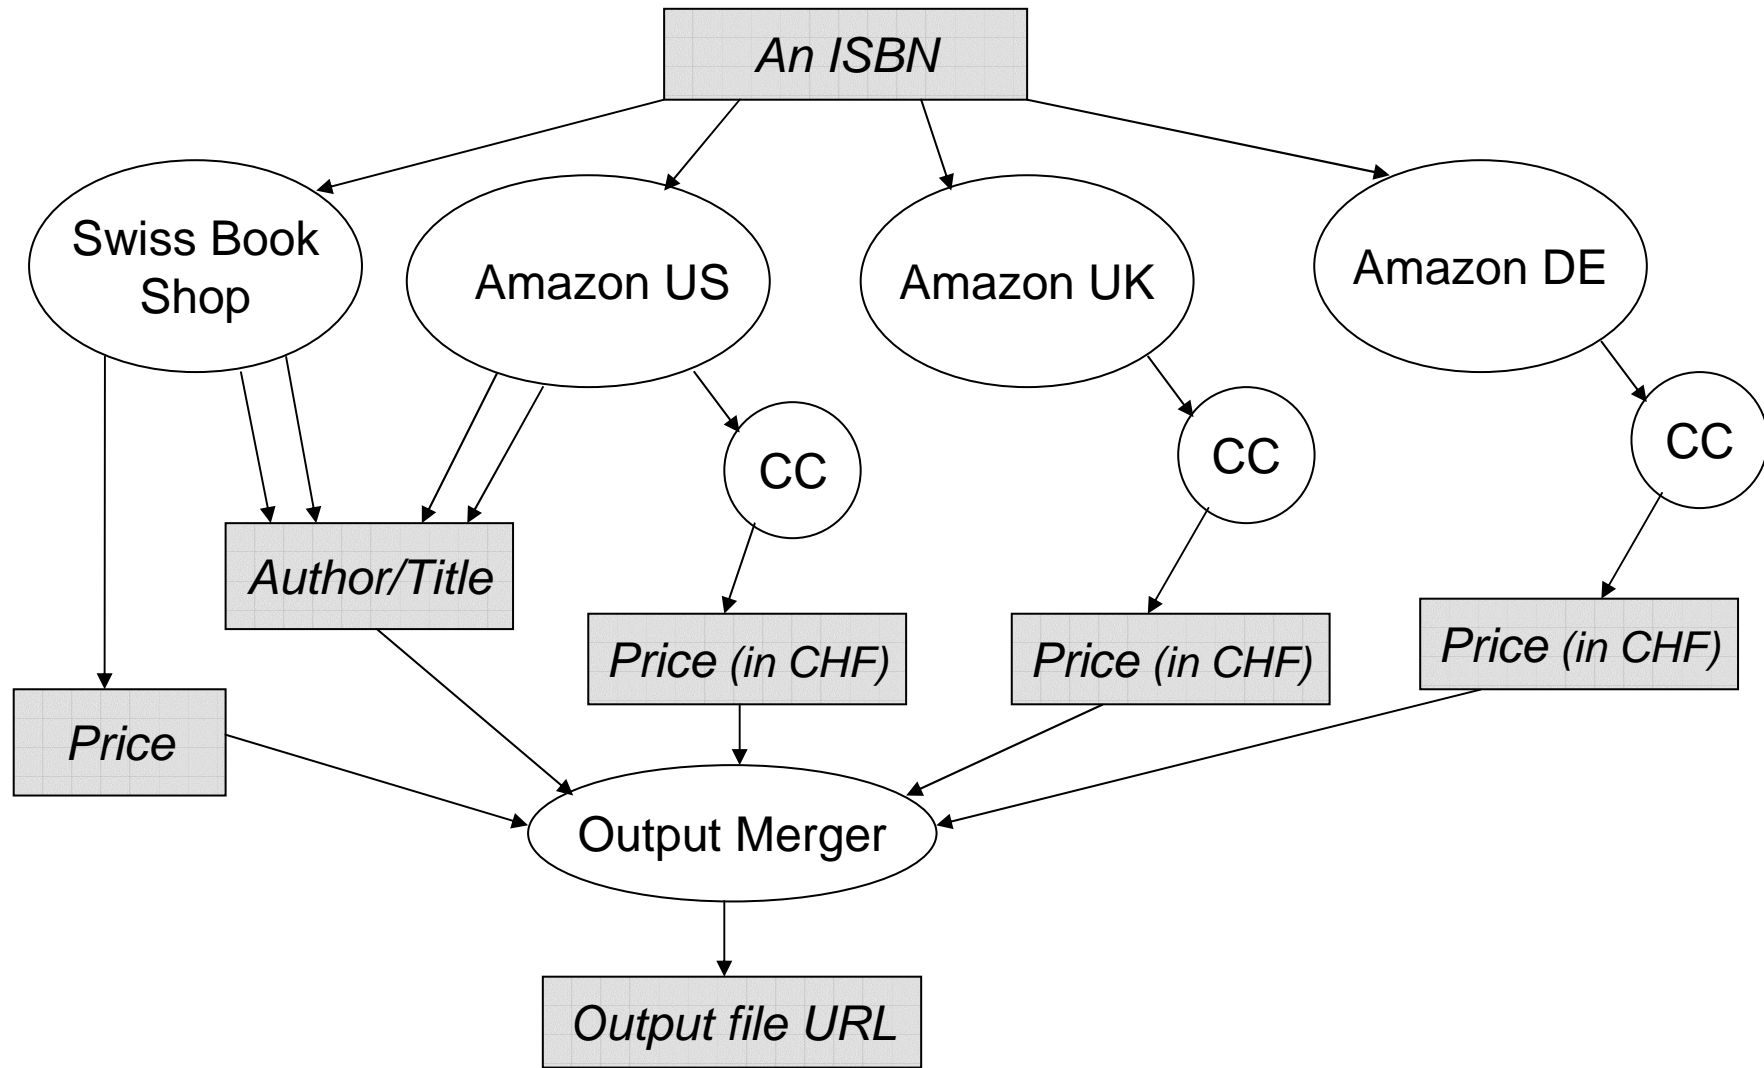 An ISBN
Swiss Book
Shop
Amazon US
Amazon UK
Amazon DE
CC
CC
CC
Author/Title
Price (in CHF)
Price (in CHF)
Price (in CHF)
Price
Output Merger
Output file URL